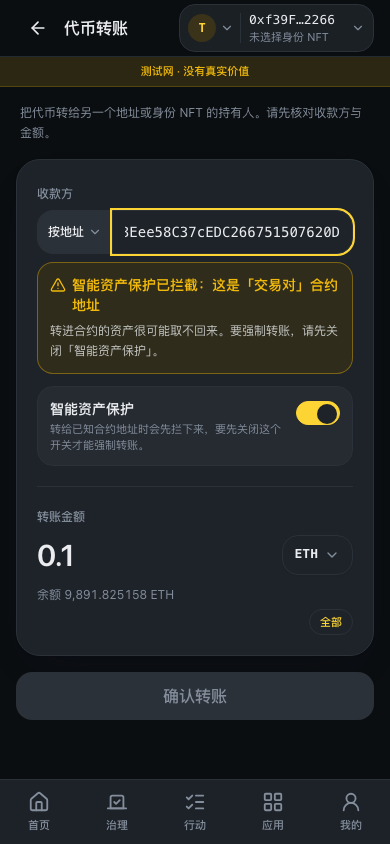 代币转账
T
0xf39F…2266
未选择身份 NFT
测试网 · 没有真实价值
把代币转给另一个地址或身份 NFT 的持有人。请先核对收款方与
金额。
收款方
按地址
3Eee58C37cEDC266751507620D
智能资产保护已拦截：这是「交易对」合约
地址
转进合约的资产很可能取不回来。要强制转账，请先关
闭「智能资产保护」。
智能资产保护
转给已知合约地址时会先拦下来，要先关闭这个
开关才能强制转账。
转账金额
0.1
ETH
余额 9,891.825158 ETH
全部
确认转账
首页
治理
行动
应用
我的